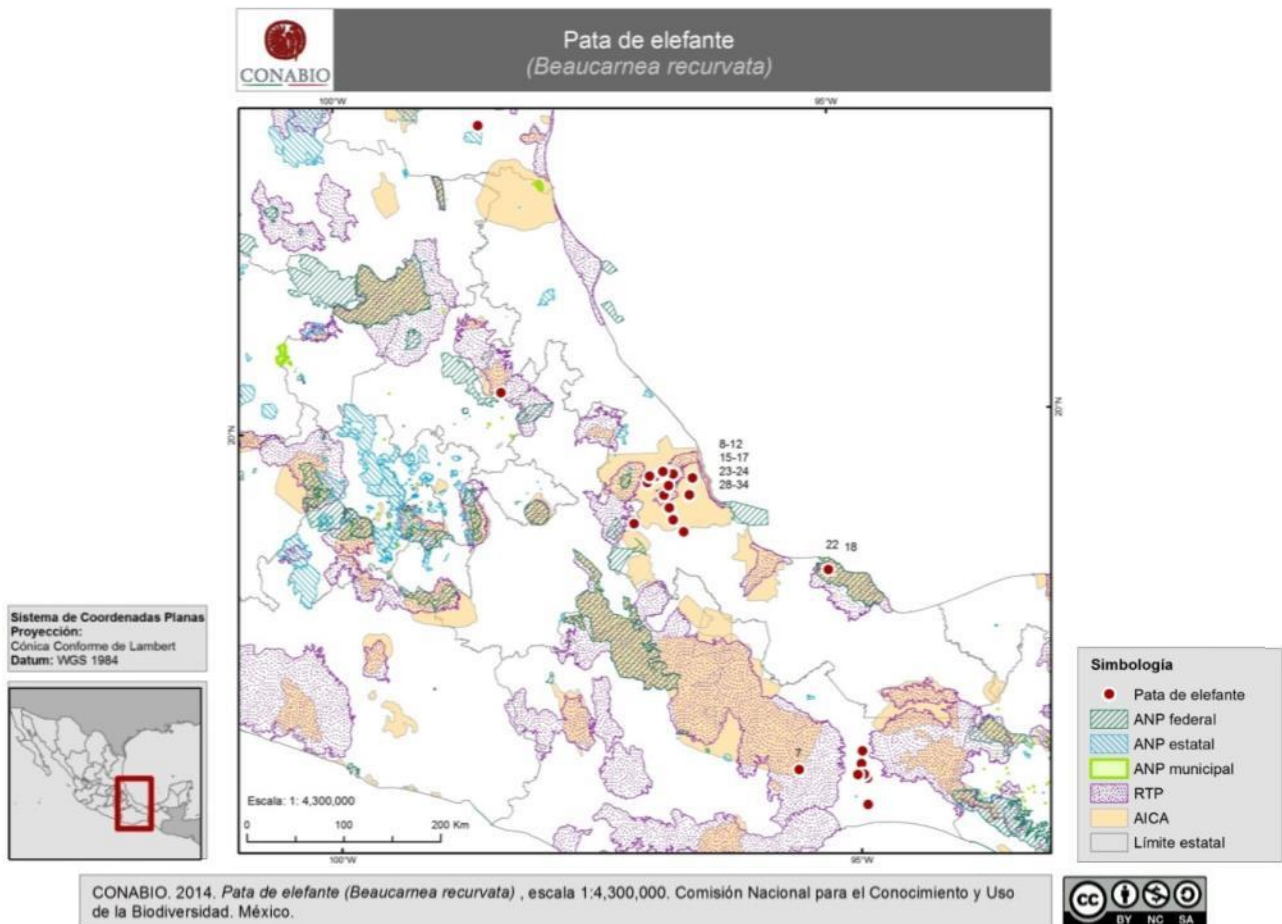 CONABIO
Pata de elefante
(Beaucarnea recurvata)
100°W
95°W
20°N
20°N
8-12
15-17
23-24
28-34
22 18
7
Escala: 1: 4,300,000
0 100 200 Km
100°W
95°W
Sistema de Coordenadas Planas
Proyección:
Cónica Conforme de Lambert
Datum: WGS 1984
Simbología
Pata de elefante
ANP federal
ANP estatal
ANP municipal
RTP
AICA
Límite estatal
CONABIO. 2014. Pata de elefante (Beaucarnea recurvata) , escala 1:4,300,000. Comisión Nacional para el Conocimiento y Uso
de la Biodiversidad. México.
cc
BY NC SA